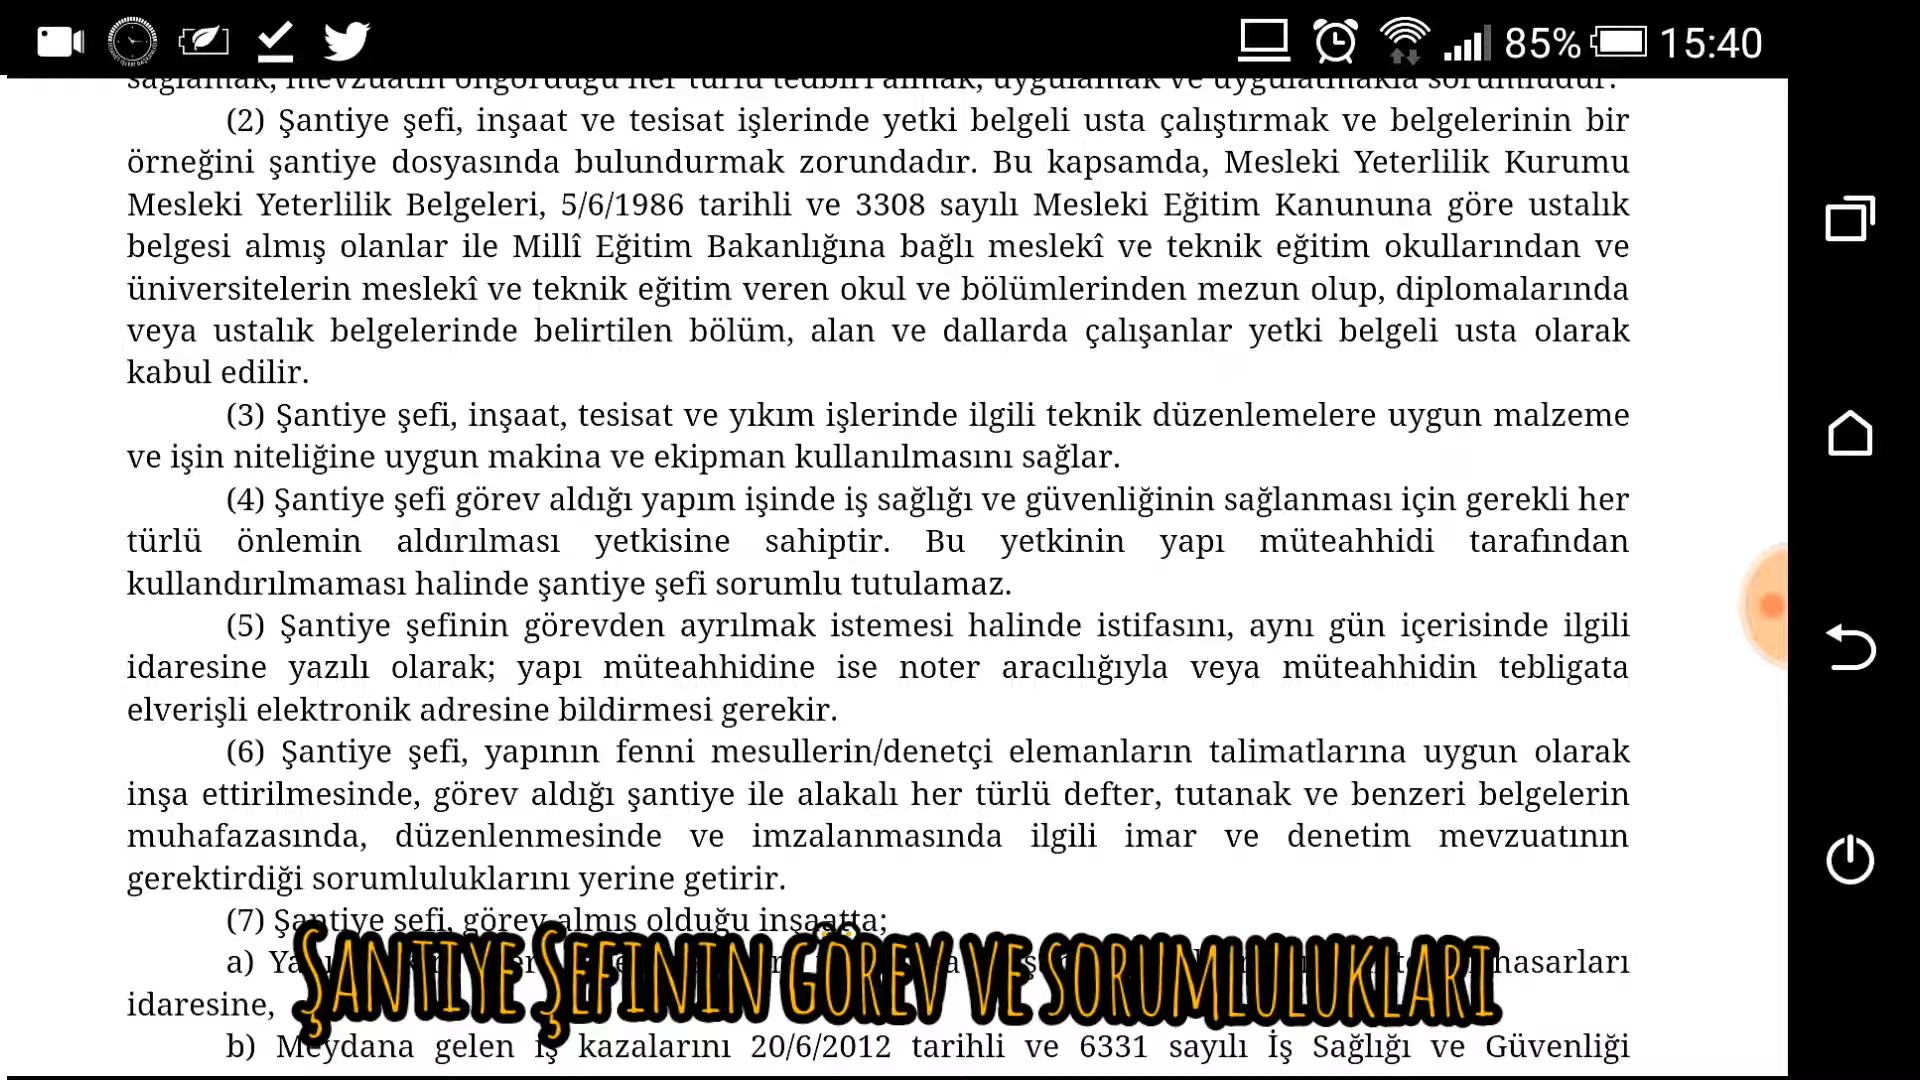 85% 15:40
sağlamak, mevzuatın öngördüğü her türlü tedbiri almak, uygulamak ve uygulatmakla sorumludur.
(2) Şantiye şefi, inşaat ve tesisat işlerinde yetki belgeli usta çalıştırmak ve belgelerinin bir
örneğini şantiye dosyasında bulundurmak zorundadır. Bu kapsamda, Mesleki Yeterlilik Kurumu
Mesleki Yeterlilik Belgeleri, 5/6/1986 tarihli ve 3308 sayılı Mesleki Eğitim Kanununa göre ustalık
belgesi almış olanlar ile Millî Eğitim Bakanlığına bağlı meslekî ve teknik eğitim okullarından ve
üniversitelerin meslekî ve teknik eğitim veren okul ve bölümlerinden mezun olup, diplomalarında
veya ustalık belgelerinde belirtilen bölüm, alan ve dallarda çalışanlar yetki belgeli usta olarak
kabul edilir.
(3) Şantiye şefi, inşaat, tesisat ve yıkım işlerinde ilgili teknik düzenlemelere uygun malzeme
ve işin niteliğine uygun makina ve ekipman kullanılmasını sağlar.
(4) Şantiye şefi görev aldığı yapım işinde iş sağlığı ve güvenliğinin sağlanması için gerekli her
türlü önlemin aldırılması yetkisine sahiptir. Bu yetkinin yapı müteahhidi tarafından
kullandırılmaması halinde şantiye şefi sorumlu tutulamaz.
(5) Şantiye şefinin görevden ayrılmak istemesi halinde istifasını, aynı gün içerisinde ilgili
idaresine yazılı olarak; yapı müteahhidine ise noter aracılığıyla veya müteahhidin tebligata
elverişli elektronik adresine bildirmesi gerekir.
(6) Şantiye şefi, yapının fenni mesullerin/denetçi elemanların talimatlarına uygun olarak
inşa ettirilmesinde, görev aldığı şantiye ile alakalı her türlü defter, tutanak ve benzeri belgelerin
muhafazasında, düzenlenmesinde ve imzalanmasında ilgili imar ve denetim mevzuatının
gerektirdiği sorumluluklarını yerine getirir.
(7) Şantiye şefi, görev almış olduğu inşaatta;
a) hasarları
ŞANTİYE ŞEFİNİN GÖREV VE SORUMLULUKLARI
idaresine,
b) Meydana gelen iş kazalarını 20/6/2012 tarihli ve 6331 sayılı İş Sağlığı ve Güvenliği